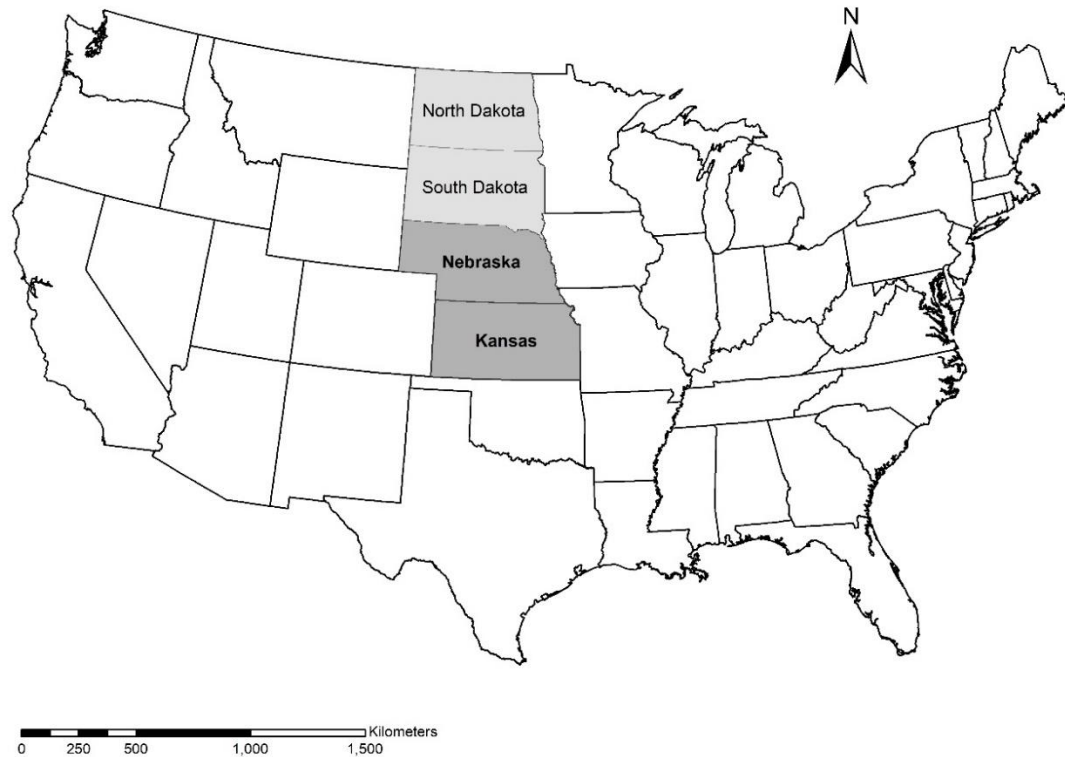 N
North Dakota
South Dakota
Nebraska
Kansas
Kilometers
0 250 500 1,000 1,500